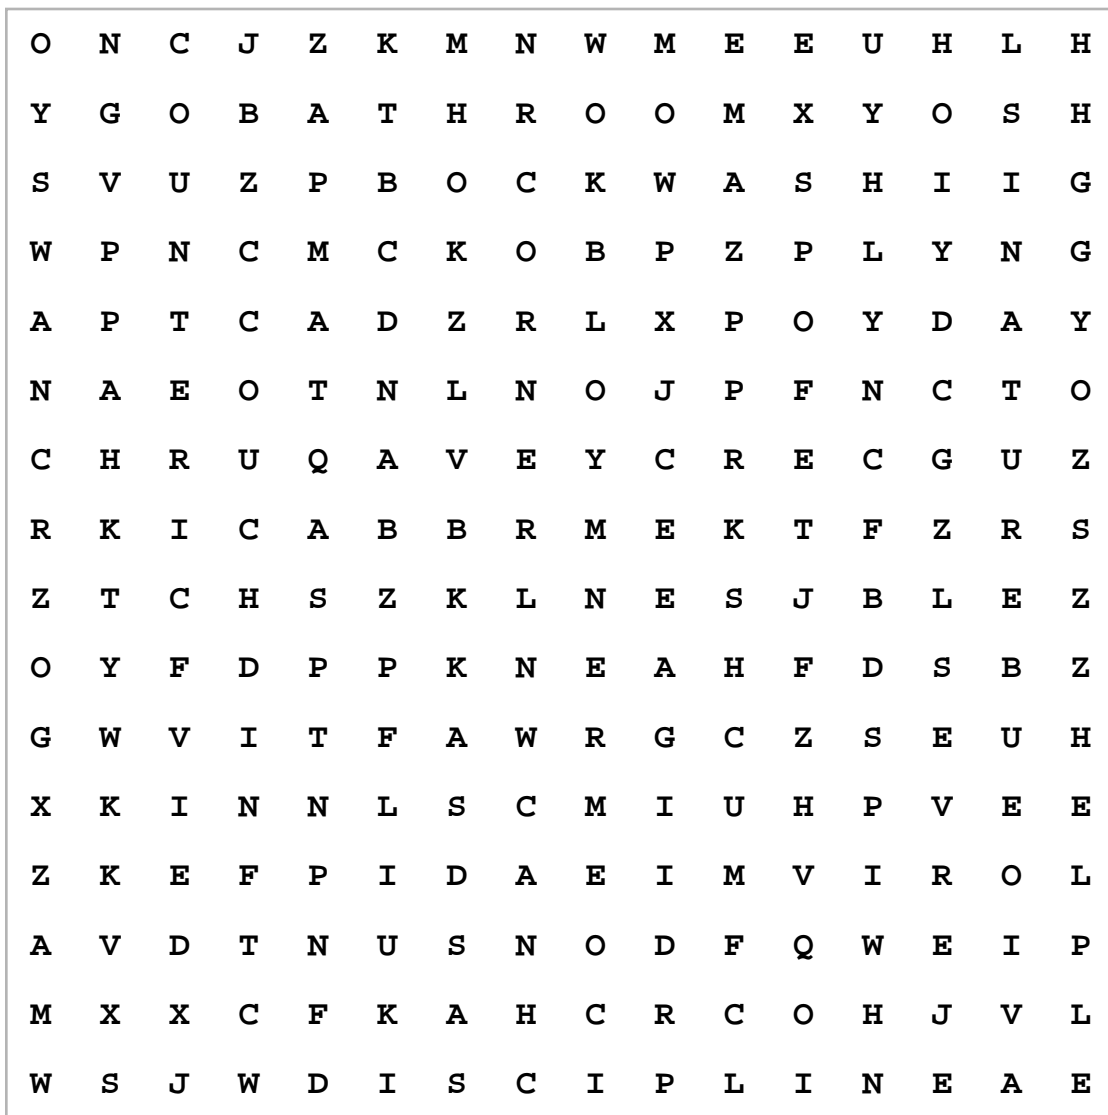 O N C J Z K M N W M E E U H L H
Y G O B A T H R O O M X Y O S H
S V U Z P B O C K W A S H I I G
W P N C M C K O B P Z P L Y N G
A P T C A D Z R L X P O Y D A Y
N A E O T N L N O J P F N C T O
C H R U Q A V E Y C R E C G U Z
R K I C A B B R M E K T F Z R S
Z T C H S Z K L N E S J B L E Z
O Y F D P P K N E A H F D S B Z
G W V I T F A W R G C Z S E U H
X K I N N L S C M I U H P V E E
Z K E F P I D A E I M V I R O L
A V D T N U S N O D F Q W E I P
M X X C F K A H C R C O H J V L
W S J W D I S C I P L I N E A E